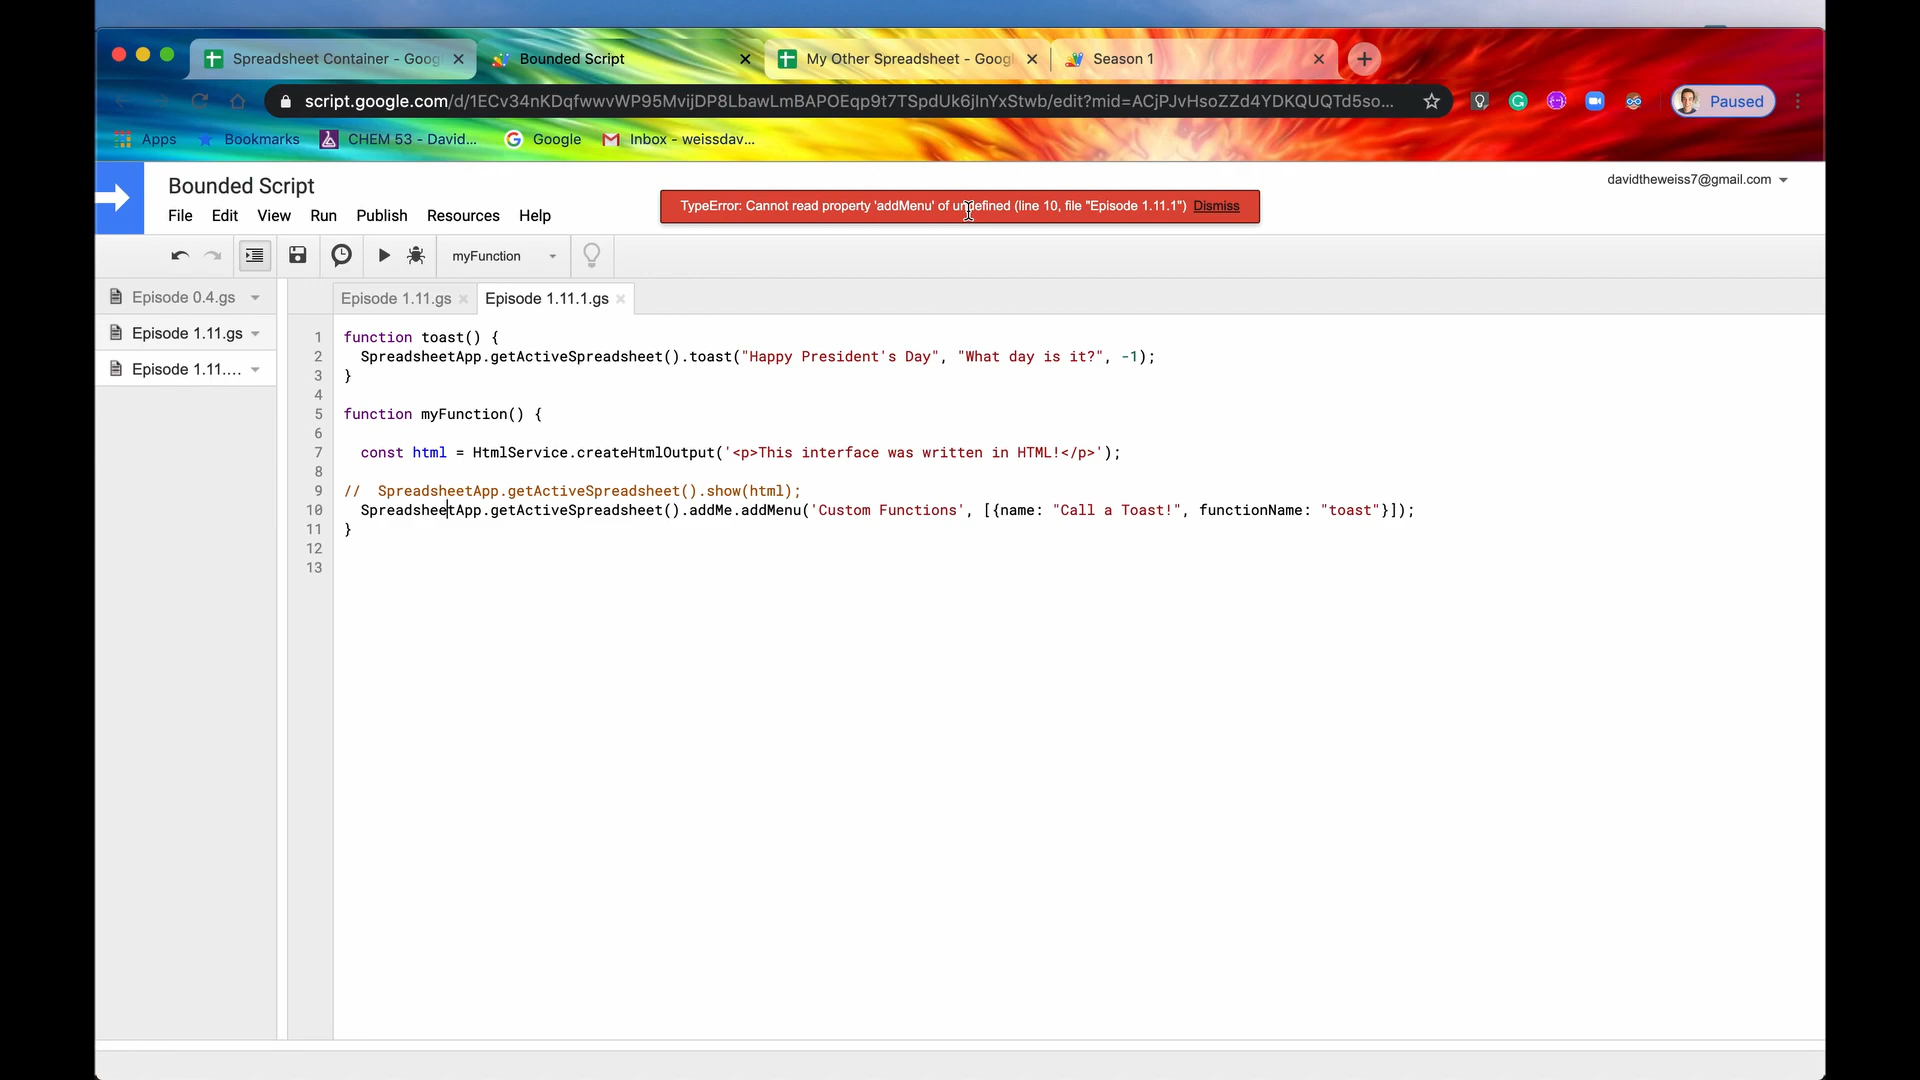 Spreadsheet Container - Goog
Bounded Script
My Other Spreadsheet - Goog
Season 1
script.google.com/d/1ECv34nKDqfwwvWP95MvijDP8LbawLmBAPOEqp9t7TSpdUk6jlnYxStwb/edit?mid=ACjPJvHsoZZd4YDKQUQTd5so...
Paused
Apps
Bookmarks
CHEM 53 - David...
Google
Inbox - weissdav...
Bounded Script
davidtheweiss7@gmail.com
TypeError: Cannot read property 'addMenu' of undefined (line 10, file "Episode 1.11.1") Dismiss
File Edit View Run Publish Resources Help
myFunction
Episode 0.4.gs
Episode 1.11.gs
Episode 1.11....
Episode 1.11.gs
Episode 1.11.1.gs
1 function toast() {
2 SpreadsheetApp.getActiveSpreadsheet().toast("Happy President's Day", "What day is it?", -1);
3 }
4
5 function myFunction() {
6
7 const html = HtmlService.createHtmlOutput('<p>This interface was written in HTML!</p>');
8
9 // SpreadsheetApp.getActiveSpreadsheet().show(html);
10 SpreadsheetApp.getActiveSpreadsheet().addMe.addMenu('Custom Functions', [{name: "Call a Toast!", functionName: "toast"}]);
11 }
12
13